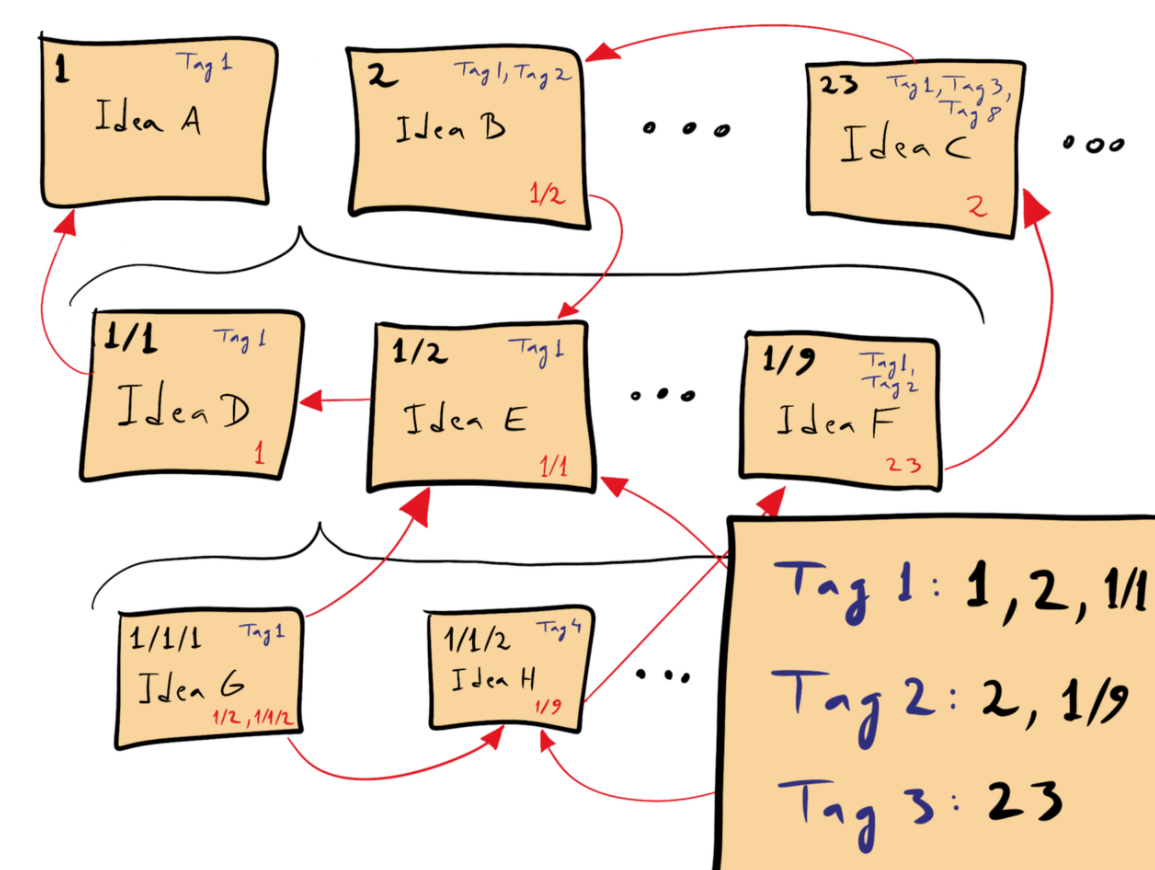 1 Tag 1
Idea A
2 Tag 1, Tag 2
Idea B
1/2
23 Tag 1, Tag 3,
Tag 8
Idea C
2
1/1 Tag 1
Idea D
1
1/2 Tag 1
Idea E
1/1
1/9 Tag 1,
Tag 2
Idea F
23
1/1/1 Tag 1
Idea G
1/2, 1/1/2
1/1/2 Tag 4
Idea H
1/9
Tag 1: 1, 2, 1/1
Tag 2: 2, 1/9
Tag 3: 23